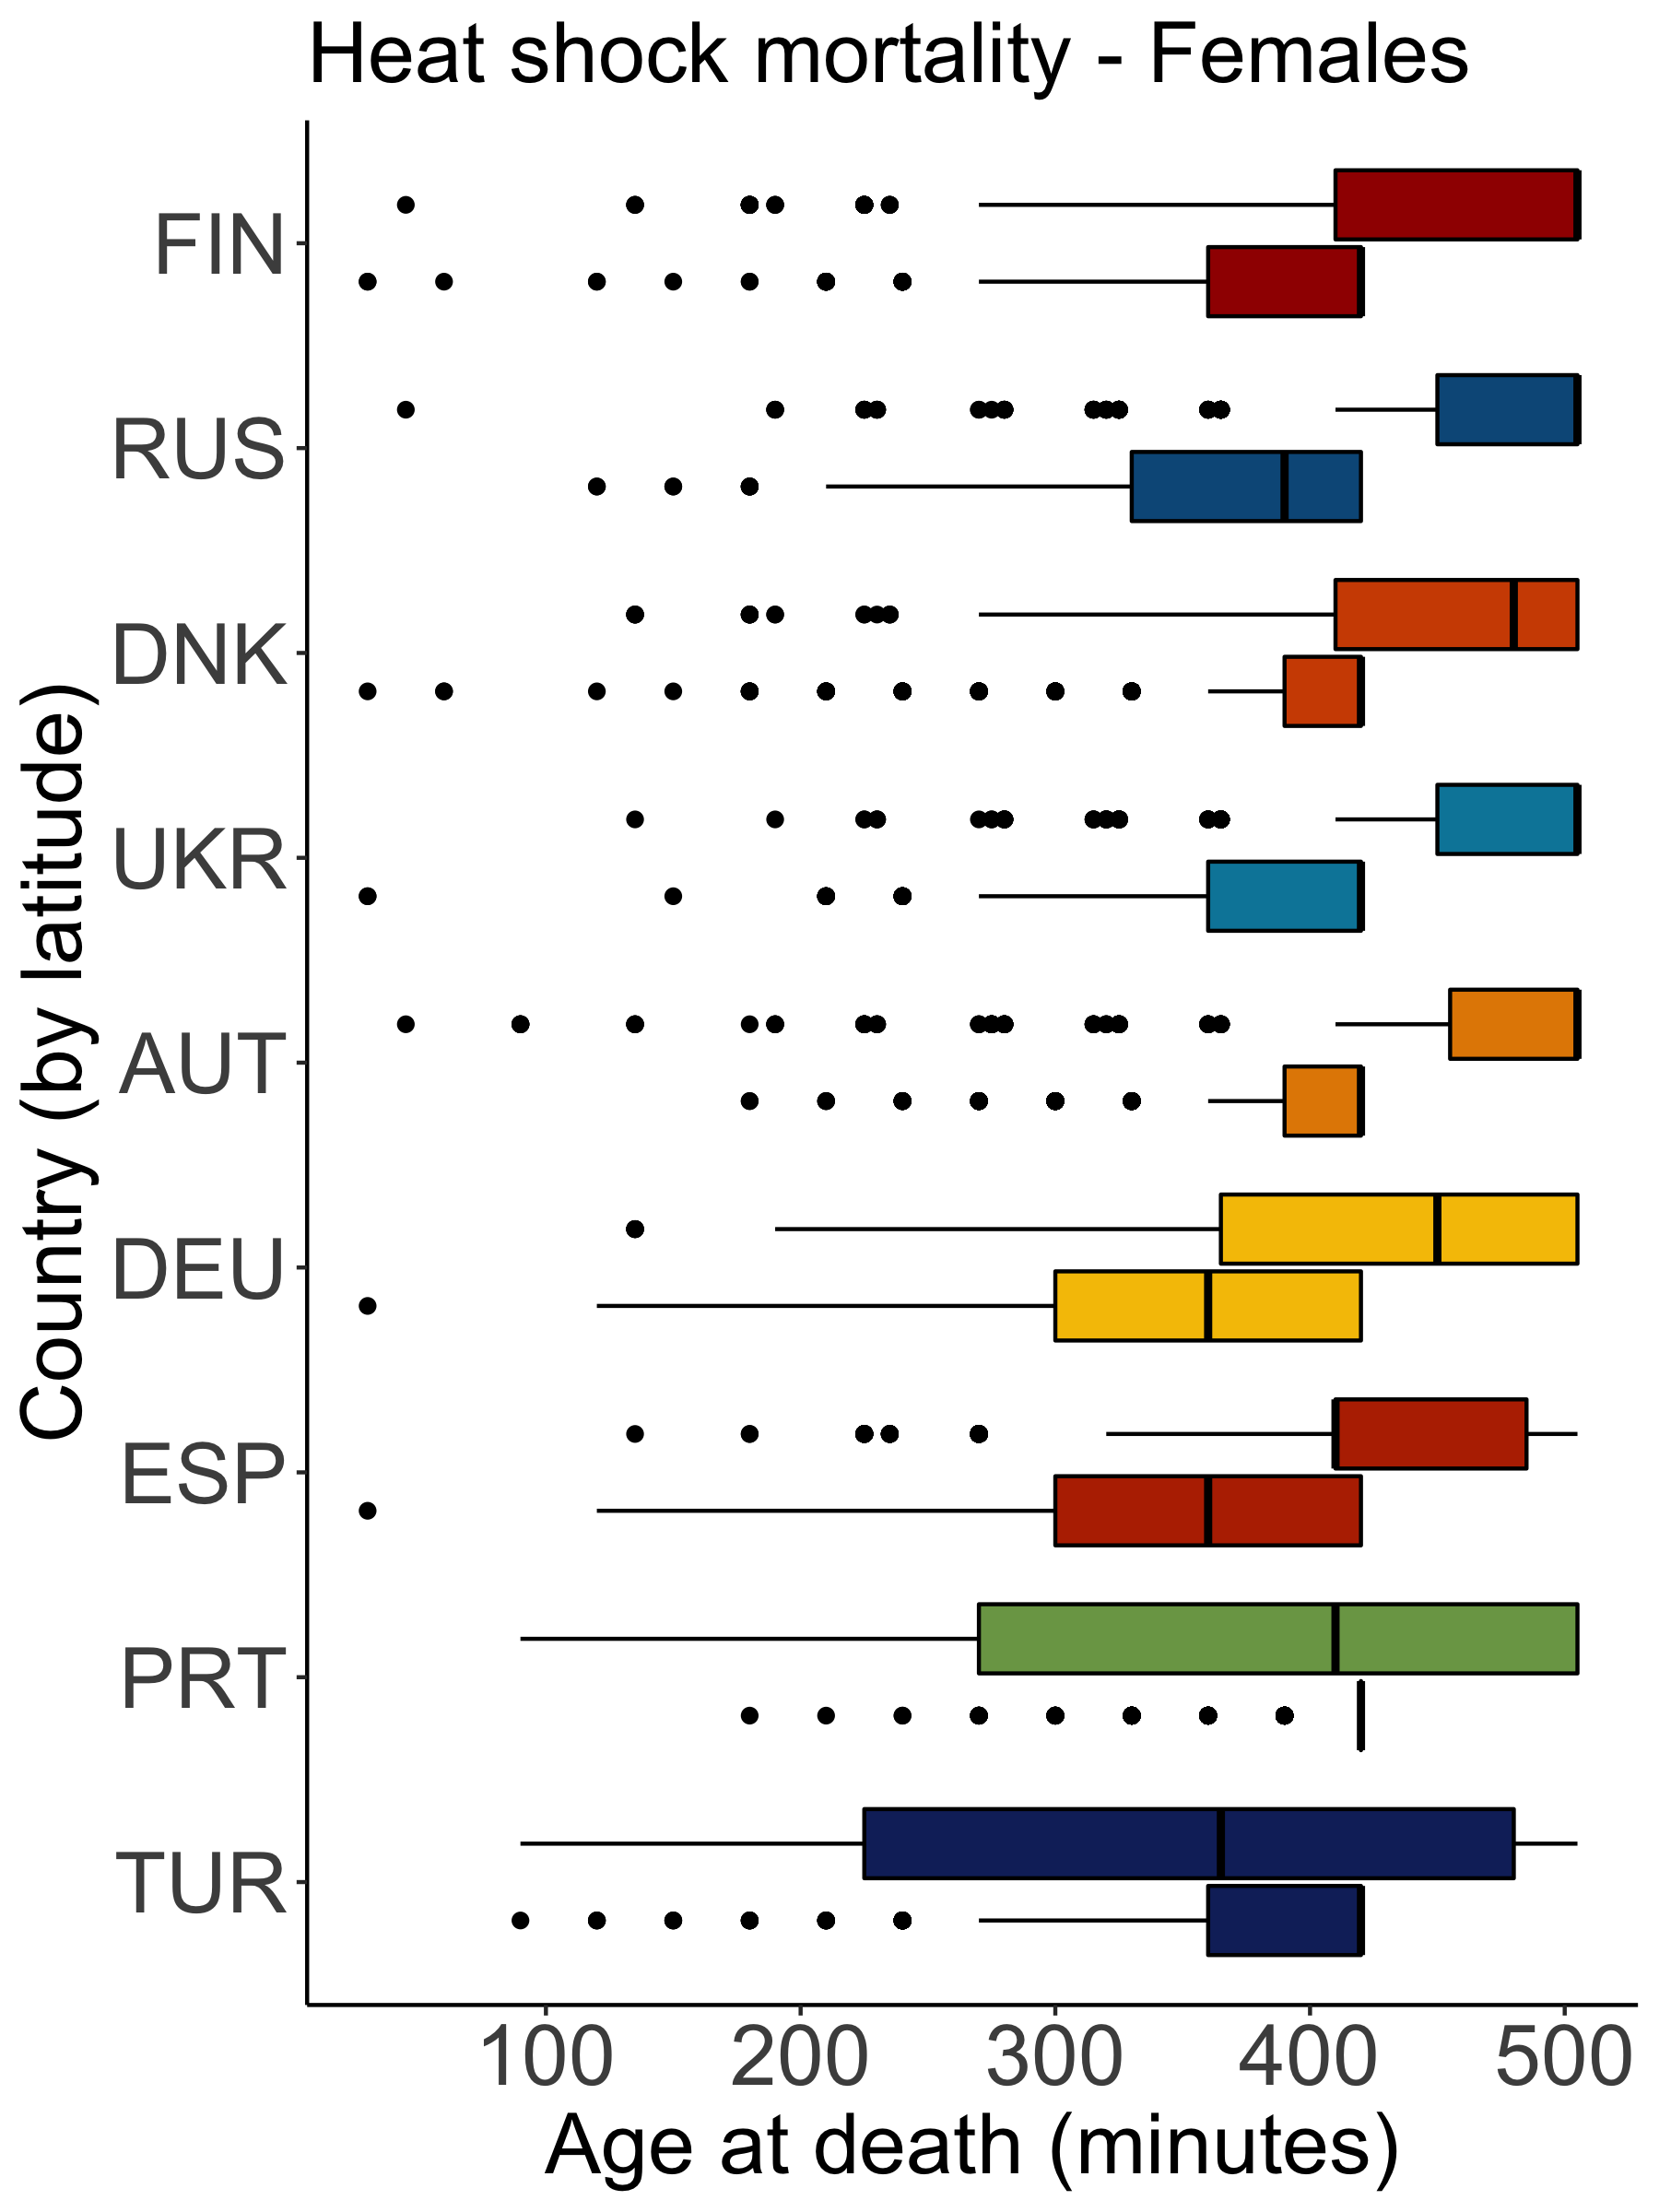 Heat shock mortality - Females
Country (by latitude)
FIN
RUS
DNK
UKR
AUT
DEU
ESP
PRT
TUR
100 200 300 400 500
Age at death (minutes)